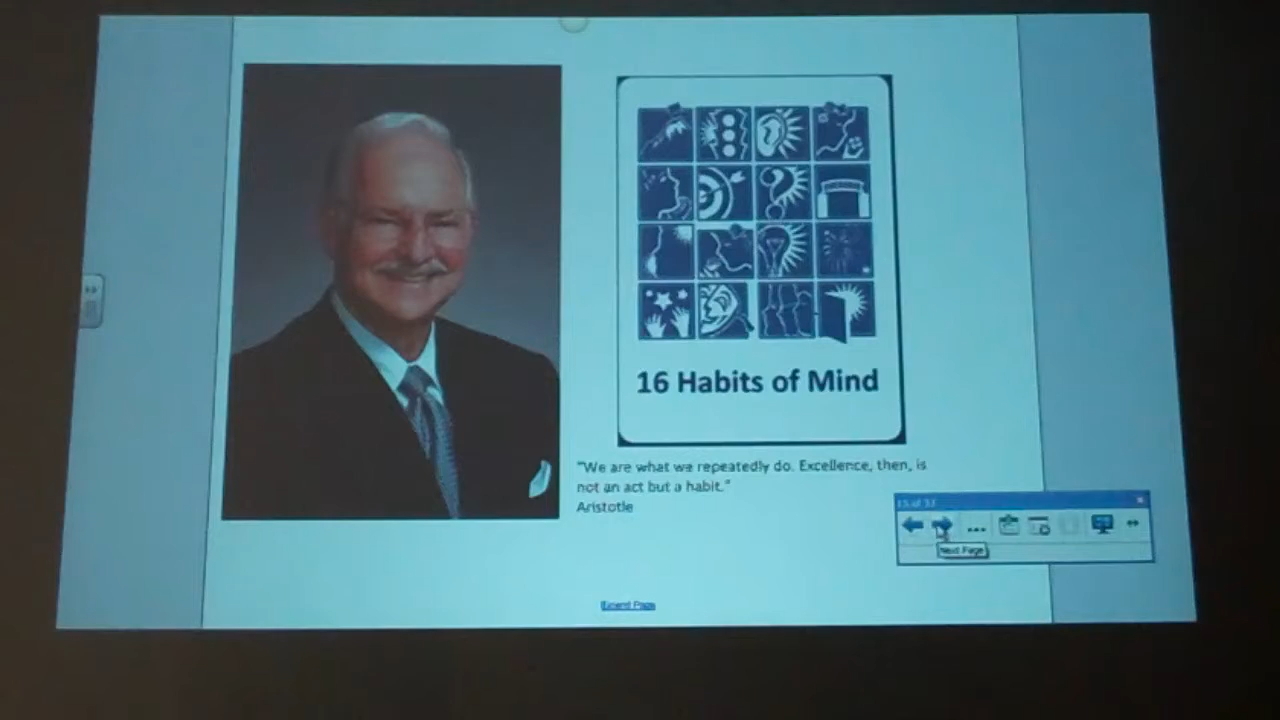 16 Habits of Mind
"We are what we repeatedly do. Excellence, then, is
not an act but a habit."
Aristotle
Next Page